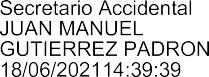 Secretario Accidental
JUAN MANUEL
GUTIERREZ PADRON
18/06/202114:39:39